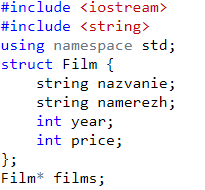 #include <iostream>
#include <string>
using namespace std;
struct Film {
    string nazvanie;
    string namerezh;
    int year;
    int price;
};
Film* films;